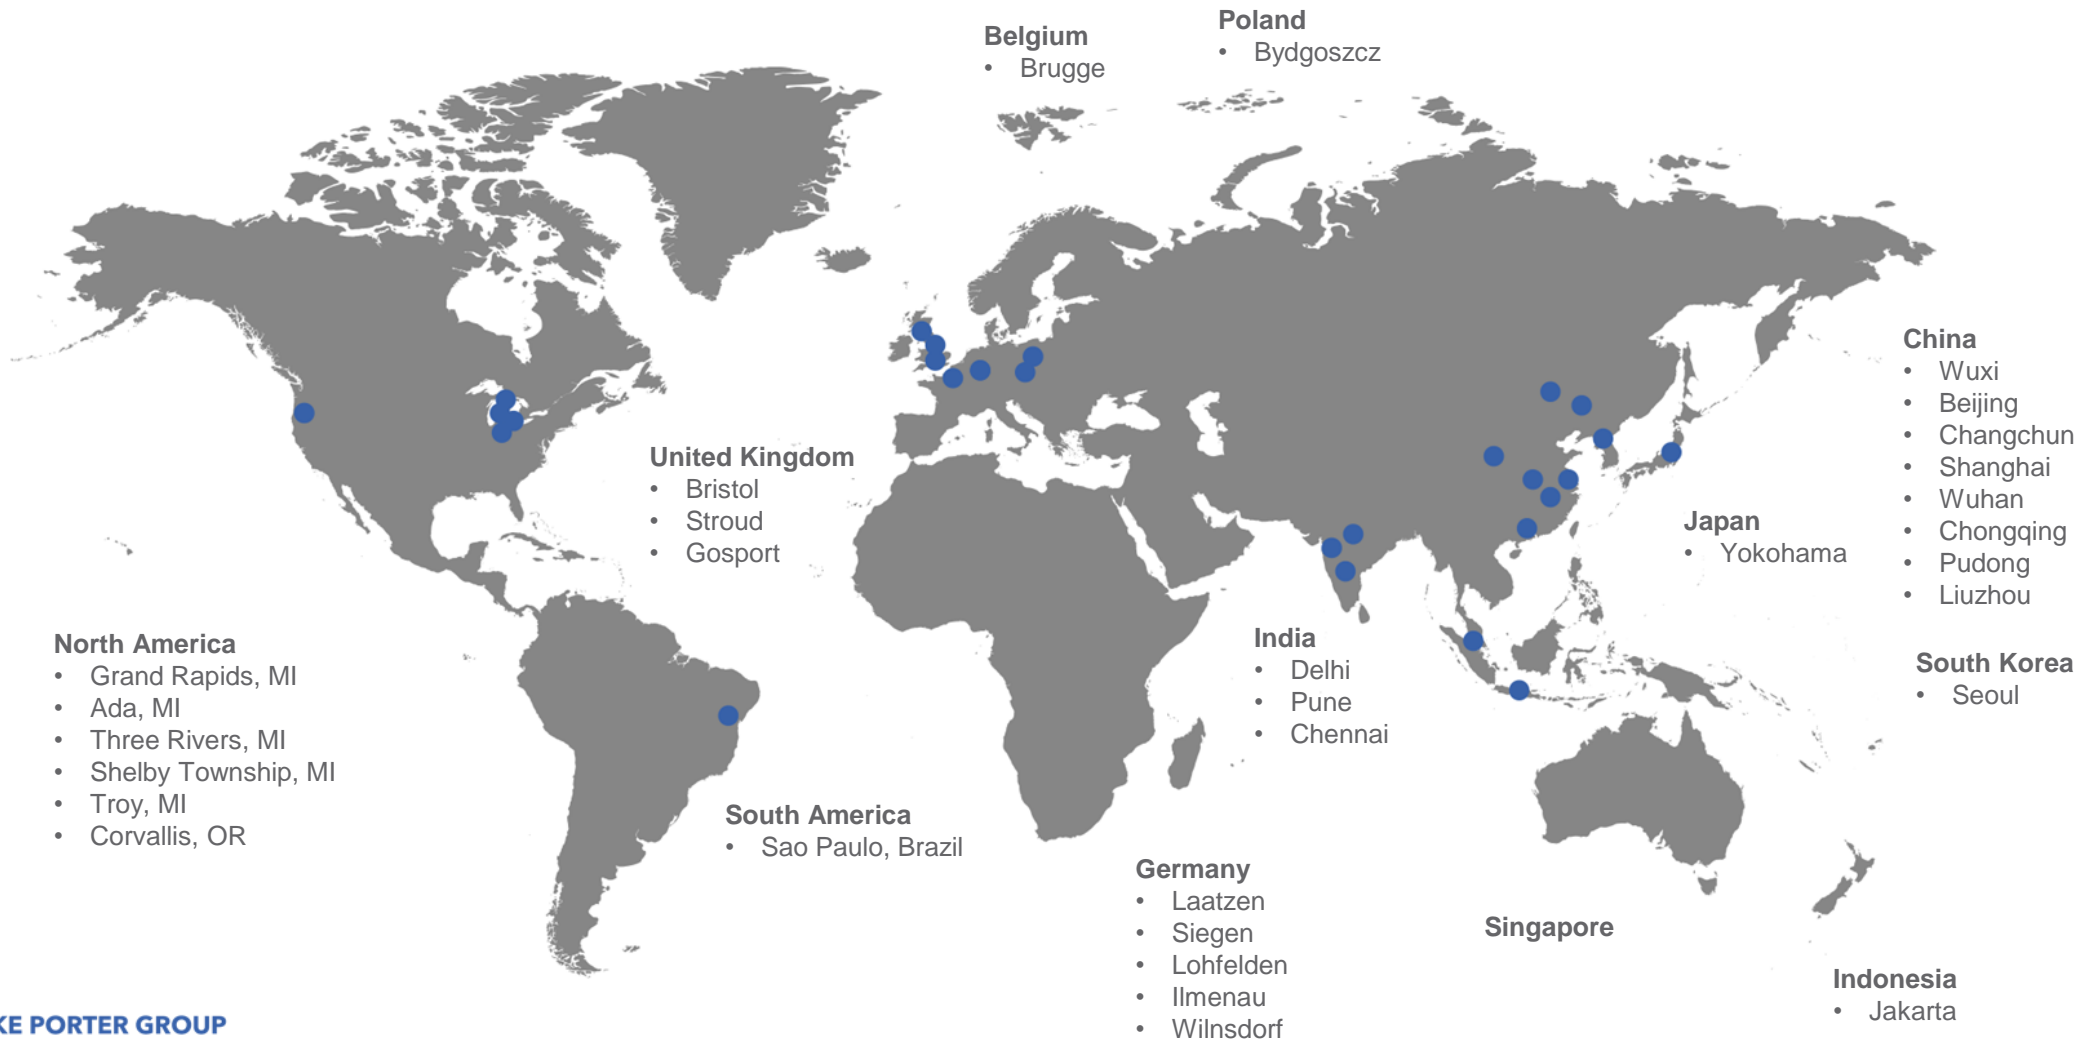 Belgium
• Brugge
Poland
• Bydgoszcz
United Kingdom
• Bristol
• Stroud
• Gosport
China
• Wuxi
• Beijing
• Changchun
• Shanghai
• Wuhan
• Chongqing
• Pudong
• Liuzhou
Japan
• Yokohama
North America
• Grand Rapids, MI
• Ada, MI
• Three Rivers, MI
• Shelby Township, MI
• Troy, MI
• Corvallis, OR
India
• Delhi
• Pune
• Chennai
South Korea
• Seoul
South America
• Sao Paulo, Brazil
Germany
• Laatzen
• Siegen
• Lohfelden
• Ilmenau
• Wilnsdorf
Singapore
Indonesia
• Jakarta
KE PORTER GROUP